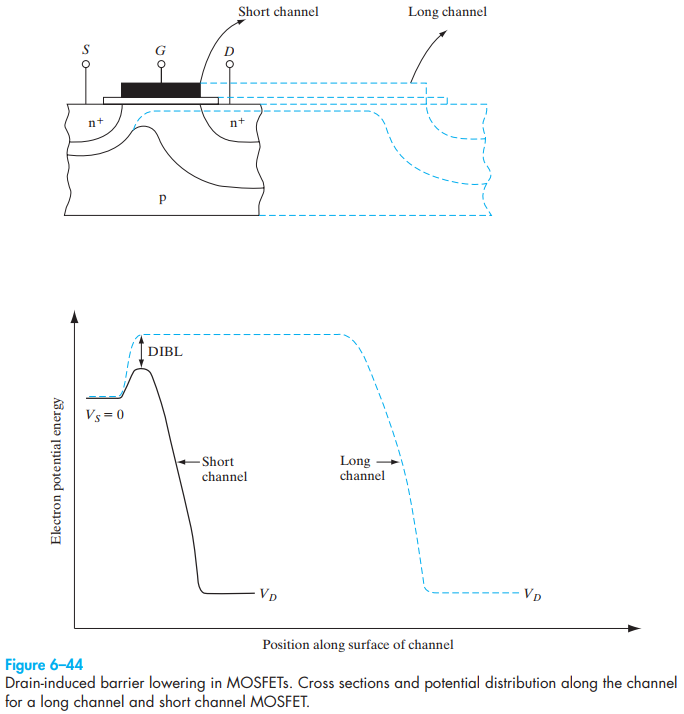 Short channel
Long channel
S
G
D
n+
n+
p
DIBL
V_S = 0
Short
channel
Long
channel
V_D
V_D
Electron potential energy
Position along surface of channel
Figure 6–44
Drain-induced barrier lowering in MOSFETs. Cross sections and potential distribution along the channel
for a long channel and short channel MOSFET.